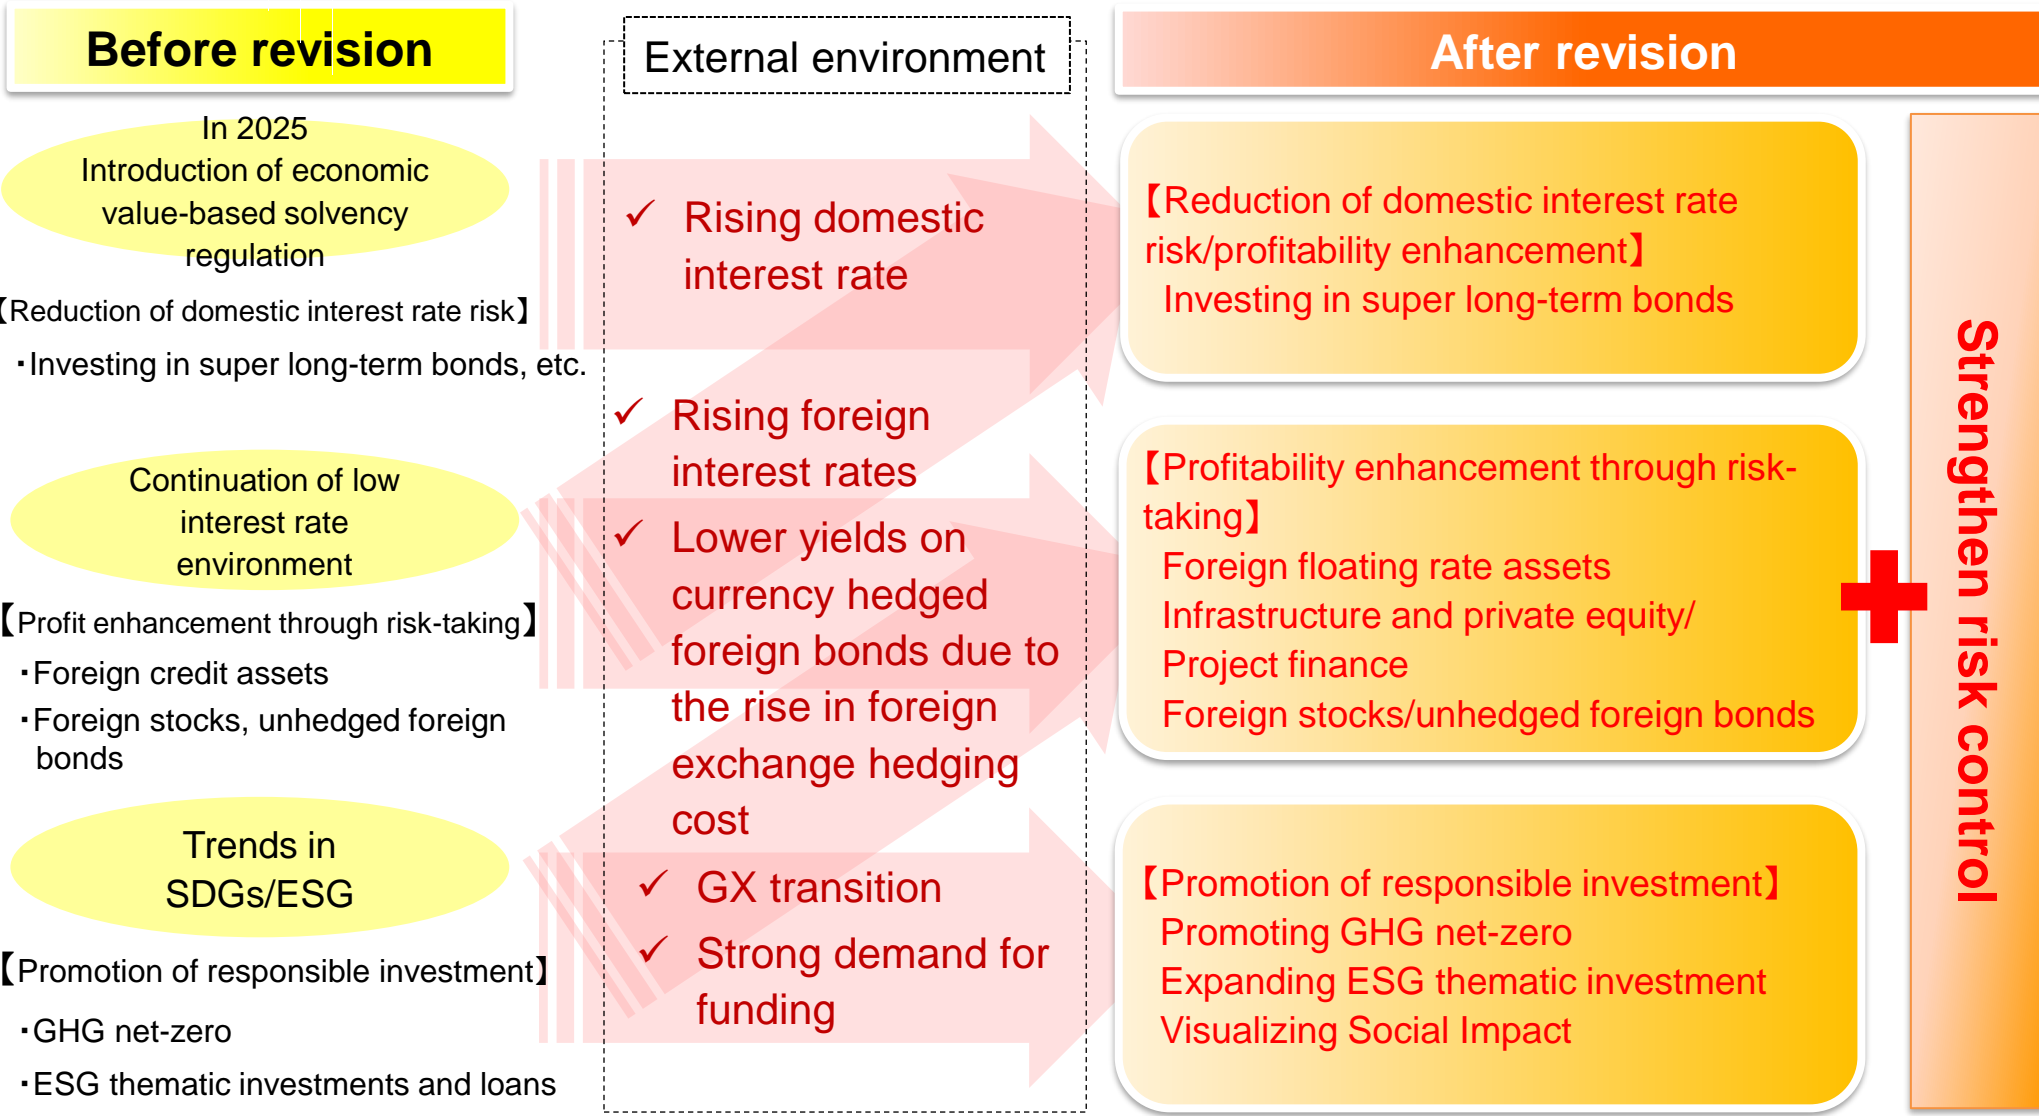 Before revision
In 2025
Introduction of economic
value-based solvency
regulation
【Reduction of domestic interest rate risk】
・Investing in super long-term bonds, etc.
Continuation of low
interest rate
environment
【Profit enhancement through risk-taking】
・Foreign credit assets
・Foreign stocks, unhedged foreign
bonds
Trends in
SDGs/ESG
【Promotion of responsible investment】
・GHG net-zero
・ESG thematic investments and loans
External environment
✓ Rising domestic
interest rate
✓ Rising foreign
interest rates
✓ Lower yields on
currency hedged
foreign bonds due to
the rise in foreign
exchange hedging
cost
✓ GX transition
✓ Strong demand for
funding
After revision
【Reduction of domestic interest rate
risk/profitability enhancement】
Investing in super long-term bonds
【Profitability enhancement through risk-
taking】
Foreign floating rate assets
Infrastructure and private equity/
Project finance
Foreign stocks/unhedged foreign bonds
【Promotion of responsible investment】
Promoting GHG net-zero
Expanding ESG thematic investment
Visualizing Social Impact
Strengthen risk control